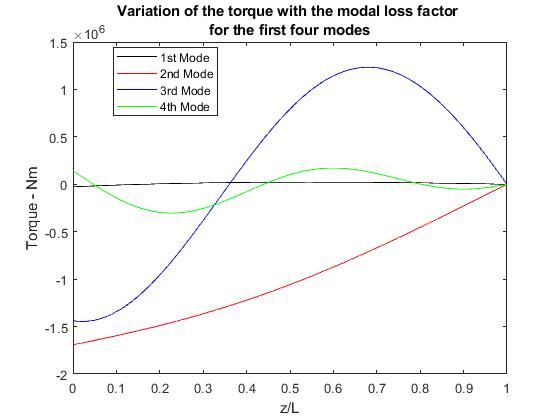 Variation of the torque with the modal loss factor
for the first four modes
×10⁶
1.5
1
0.5
0
-0.5
-1
-1.5
-2
Torque - Nm
1st Mode
2nd Mode
3rd Mode
4th Mode
0 0.1 0.2 0.3 0.4 0.5 0.6 0.7 0.8 0.9 1
z/L